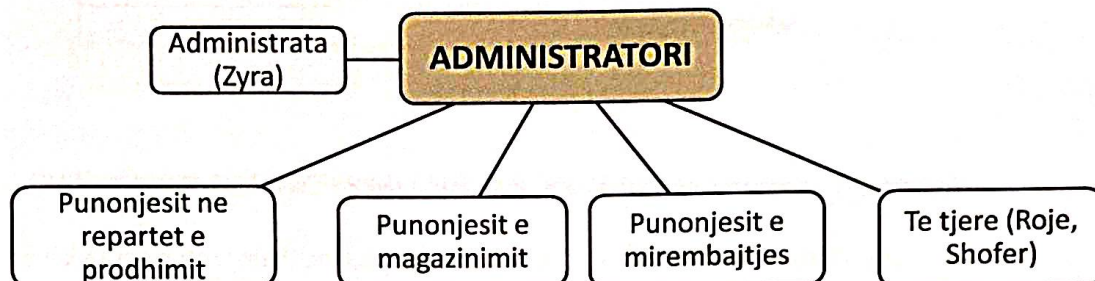 Administrata
(Zyra)
ADMINISTRATORI
Punonjesit ne
repartet e
prodhimit
Punonjesit e
magazinimit
Punonjesit e
mirembajtjes
Te tjere (Roje,
Shofer)